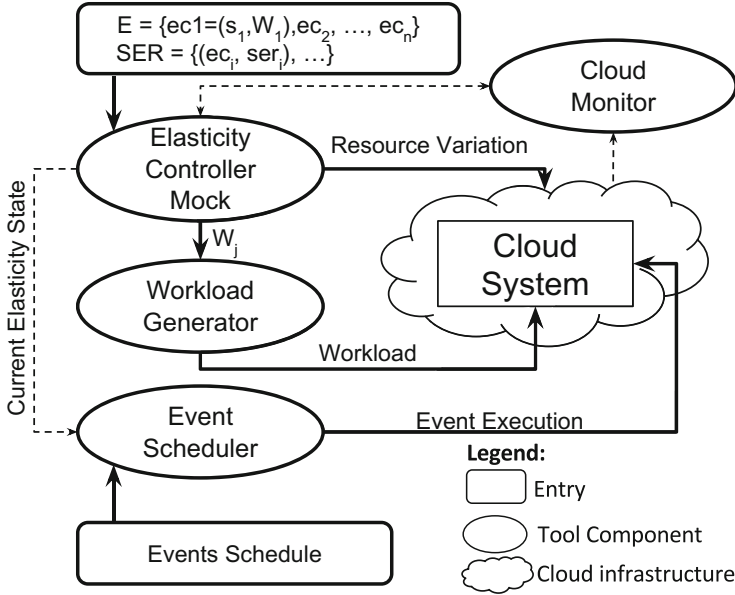 E = {ec1=(s₁,W₁),ec₂, …, ecₙ}
SER = {(ecᵢ, serᵢ), …}
Cloud
Monitor
Elasticity
Controller
Mock
Resource Variation
Current Elasticity State
Wⱼ
Cloud
System
Workload
Generator
Workload
Event
Scheduler
Event Execution
Legend:
Entry
Events Schedule
Tool Component
Cloud infrastructure